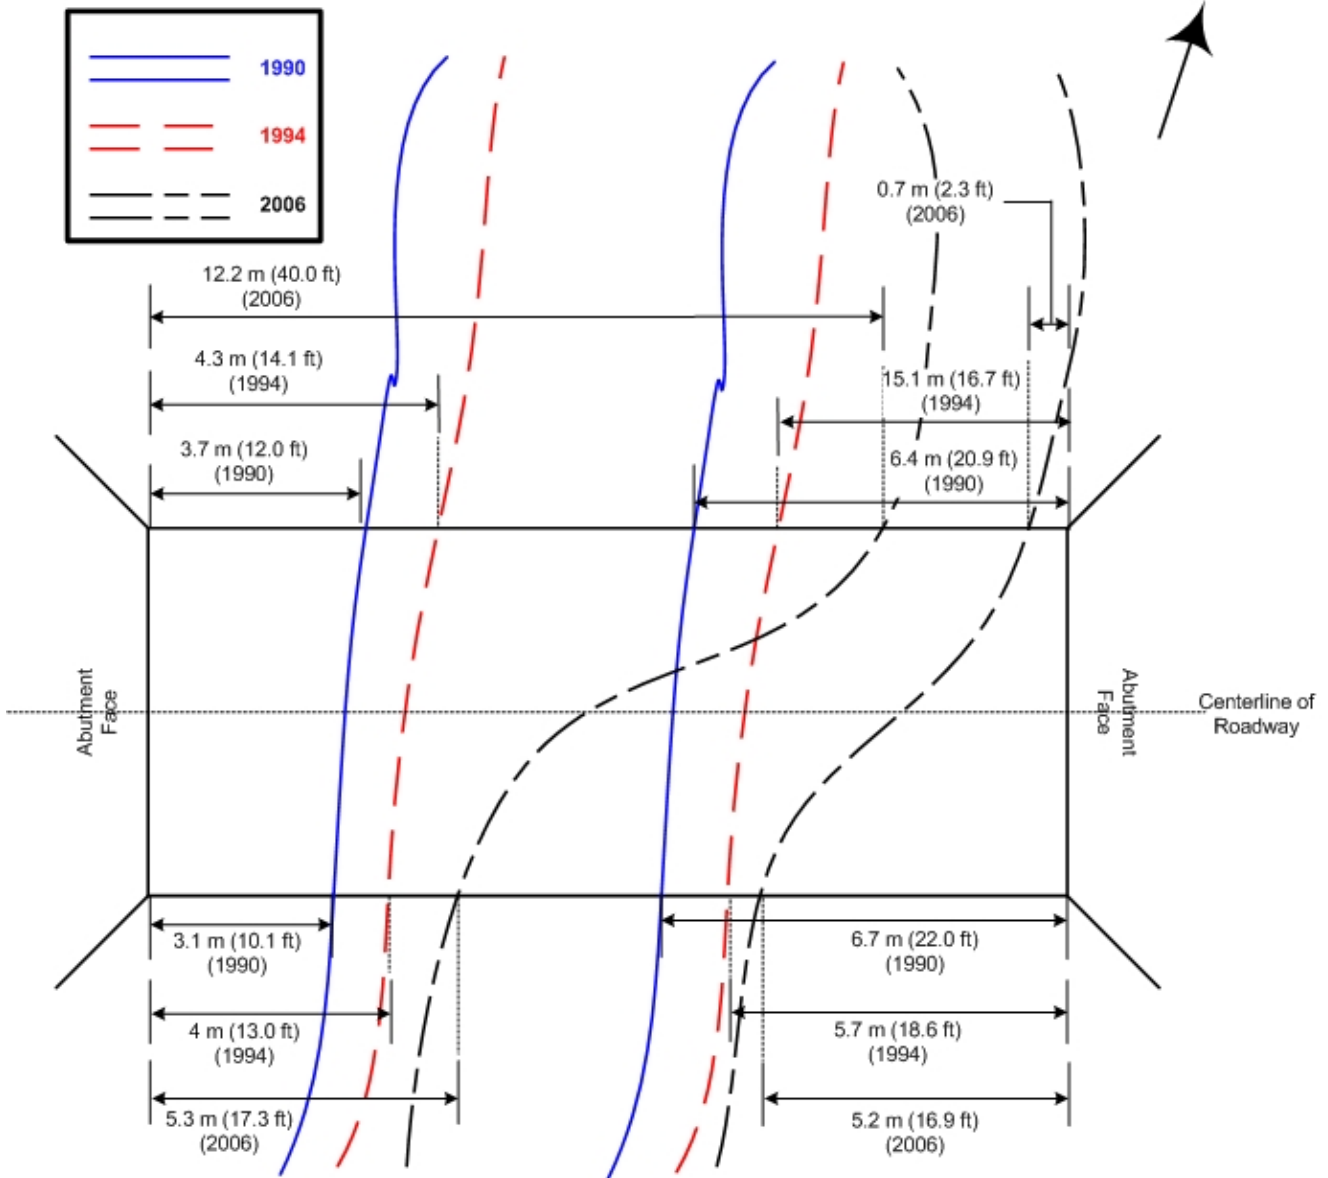 1990
1994
2006
0.7 m (2.3 ft)
(2006)
12.2 m (40.0 ft)
(2006)
4.3 m (14.1 ft)
(1994)
15.1 m (16.7 ft)
(1994)
3.7 m (12.0 ft)
(1990)
6.4 m (20.9 ft)
(1990)
Abutment
Face
Abutment
Face
Centerline of
Roadway
3.1 m (10.1 ft)
(1990)
6.7 m (22.0 ft)
(1990)
4 m (13.0 ft)
(1994)
5.7 m (18.6 ft)
(1994)
5.3 m (17.3 ft)
(2006)
5.2 m (16.9 ft)
(2006)